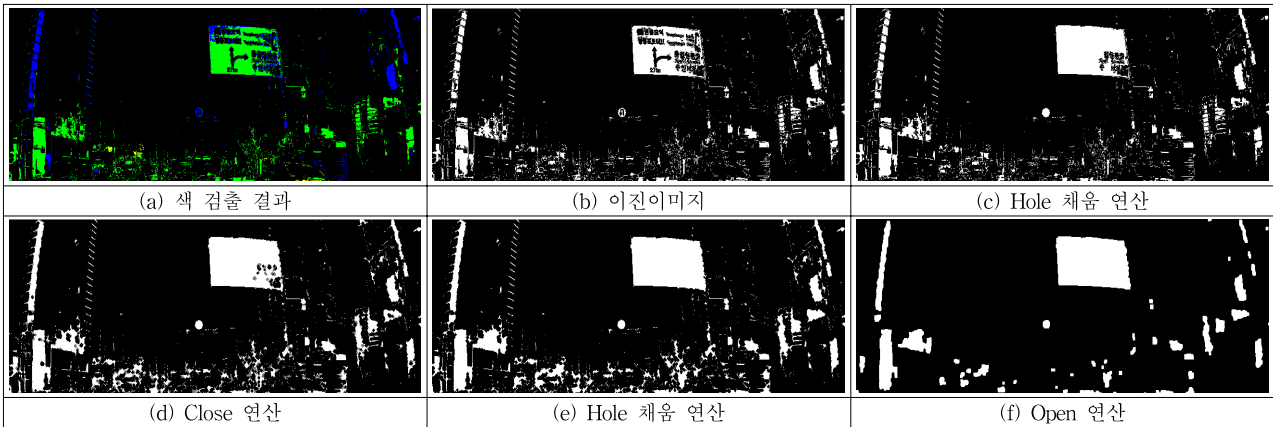 (a) 색 검출 결과
(b) 이진이미지
(c) Hole 채움 연산
(d) Close 연산
(e) Hole 채움 연산
(f) Open 연산